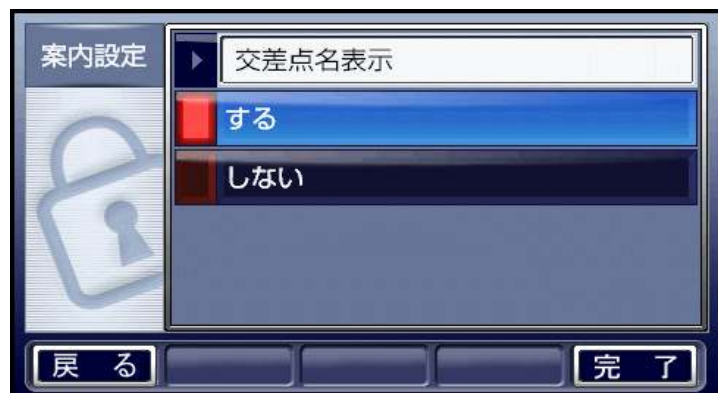 案内設定
交差点名表示
する
しない
戻 る
完 了